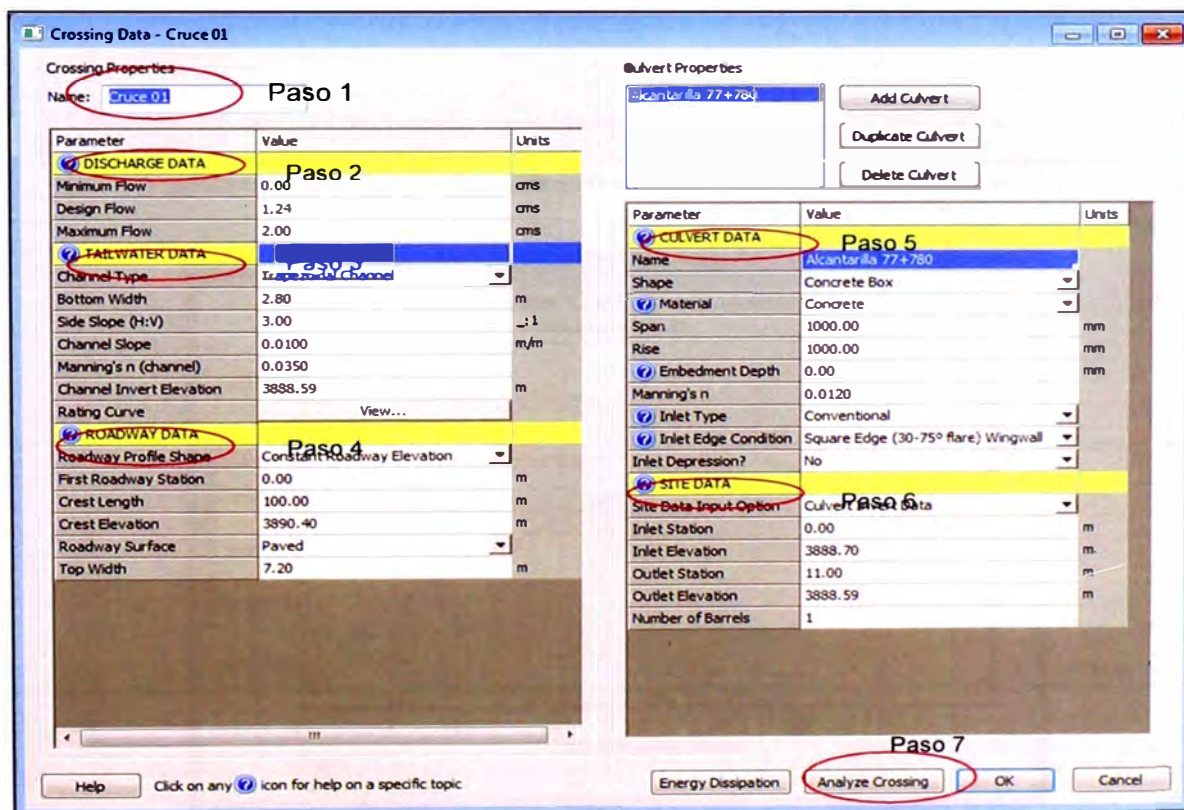 Crossing Data - Cruce 01
Crossing Properties
Name: Cruce 01 Paso 1
Parameter Value Units
DISCHARGE DATA Paso 2
Minimum Flow 0.00 cms
Design Flow 1.24 cms
Maximum Flow 2.00 cms
TAILWATER DATA
Channel Type Trapezoidal Channel
Bottom Width 2.80 m
Side Slope (H:V) 3.00 _:1
Channel Slope 0.0100 m/m
Manning's n (channel) 0.0350
Channel Invert Elevation 3888.59 m
Rating Curve View...
ROADWAY DATA Paso 4
Roadway Profile Shape Constant Roadway Elevation
First Roadway Station 0.00 m
Crest Length 100.00 m
Crest Elevation 3890.40 m
Roadway Surface Paved
Top Width 7.20 m
Culvert Properties
Alcantarilla 77+780
Add Culvert
Duplicate Culvert
Delete Culvert
Parameter Value Units
CULVERT DATA Paso 5
Name Alcantarilla 77+780
Shape Concrete Box
Material Concrete
Span 1000.00 mm
Rise 1000.00 mm
Embedment Depth 0.00 mm
Manning's n 0.0120
Inlet Type Conventional
Inlet Edge Condition Square Edge (30-75º flare) Wingwall
Inlet Depression? No
SITE DATA Paso 6
Site Data Input Option Culvert Invert Data
Inlet Station 0.00 m
Inlet Elevation 3888.70 m
Outlet Station 11.00 m
Outlet Elevation 3888.59 m
Number of Barrels 1
Paso 7
Help Click on any ? icon for help on a specific topic
Energy Dissipation Analyze Crossing OK Cancel